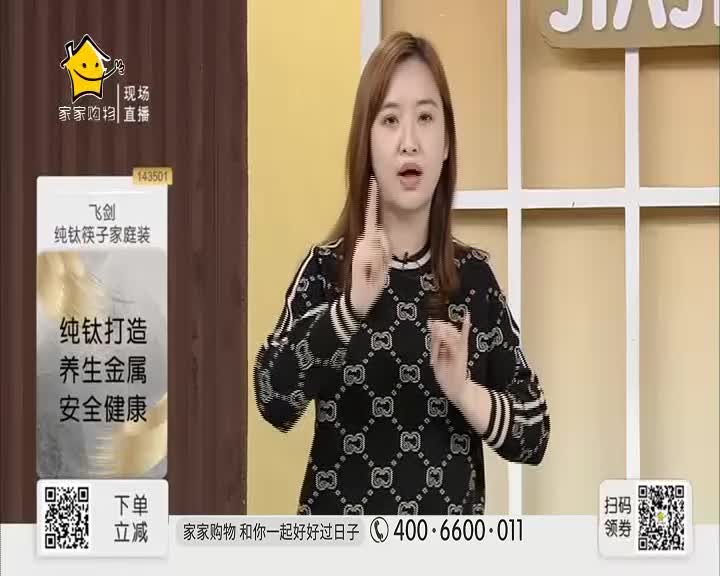 家家购物
现场
直播
JIAJI
143501
飞剑
纯钛筷子家庭装
纯钛打造
养生金属
安全健康
下单
立减
家家购物 和你一起好好过日子
400·6600·011
扫码
领券